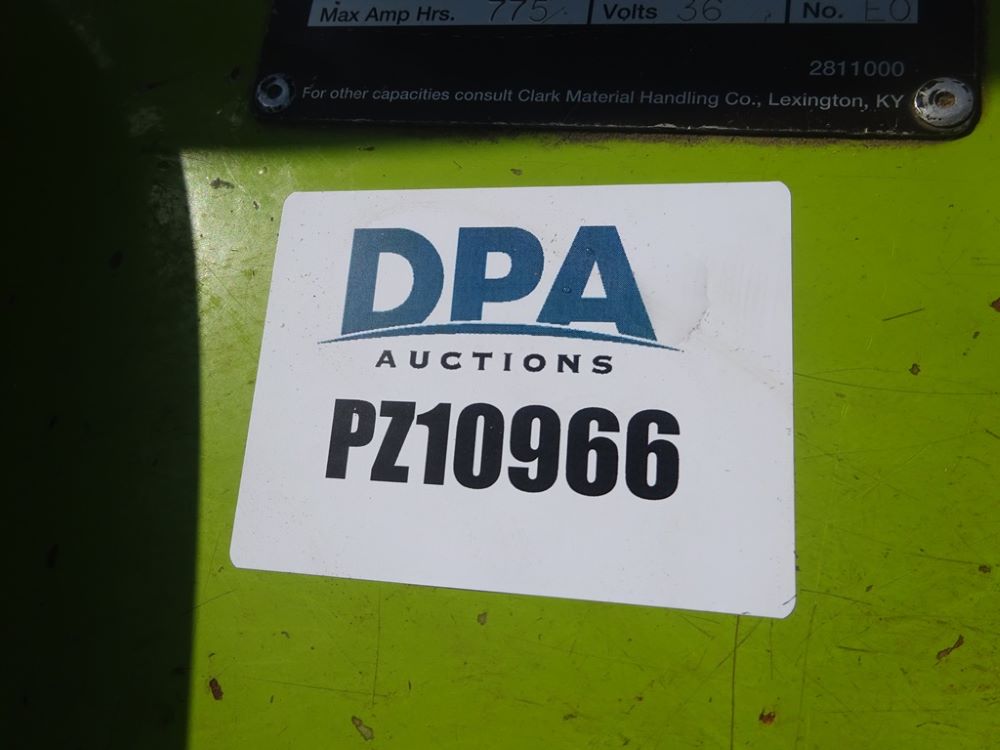 Max Amp Hrs. 775 Volts 36 No. EO
2811000
For other capacities consult Clark Material Handling Co., Lexington, KY
DPA
AUCTIONS
PZ10966